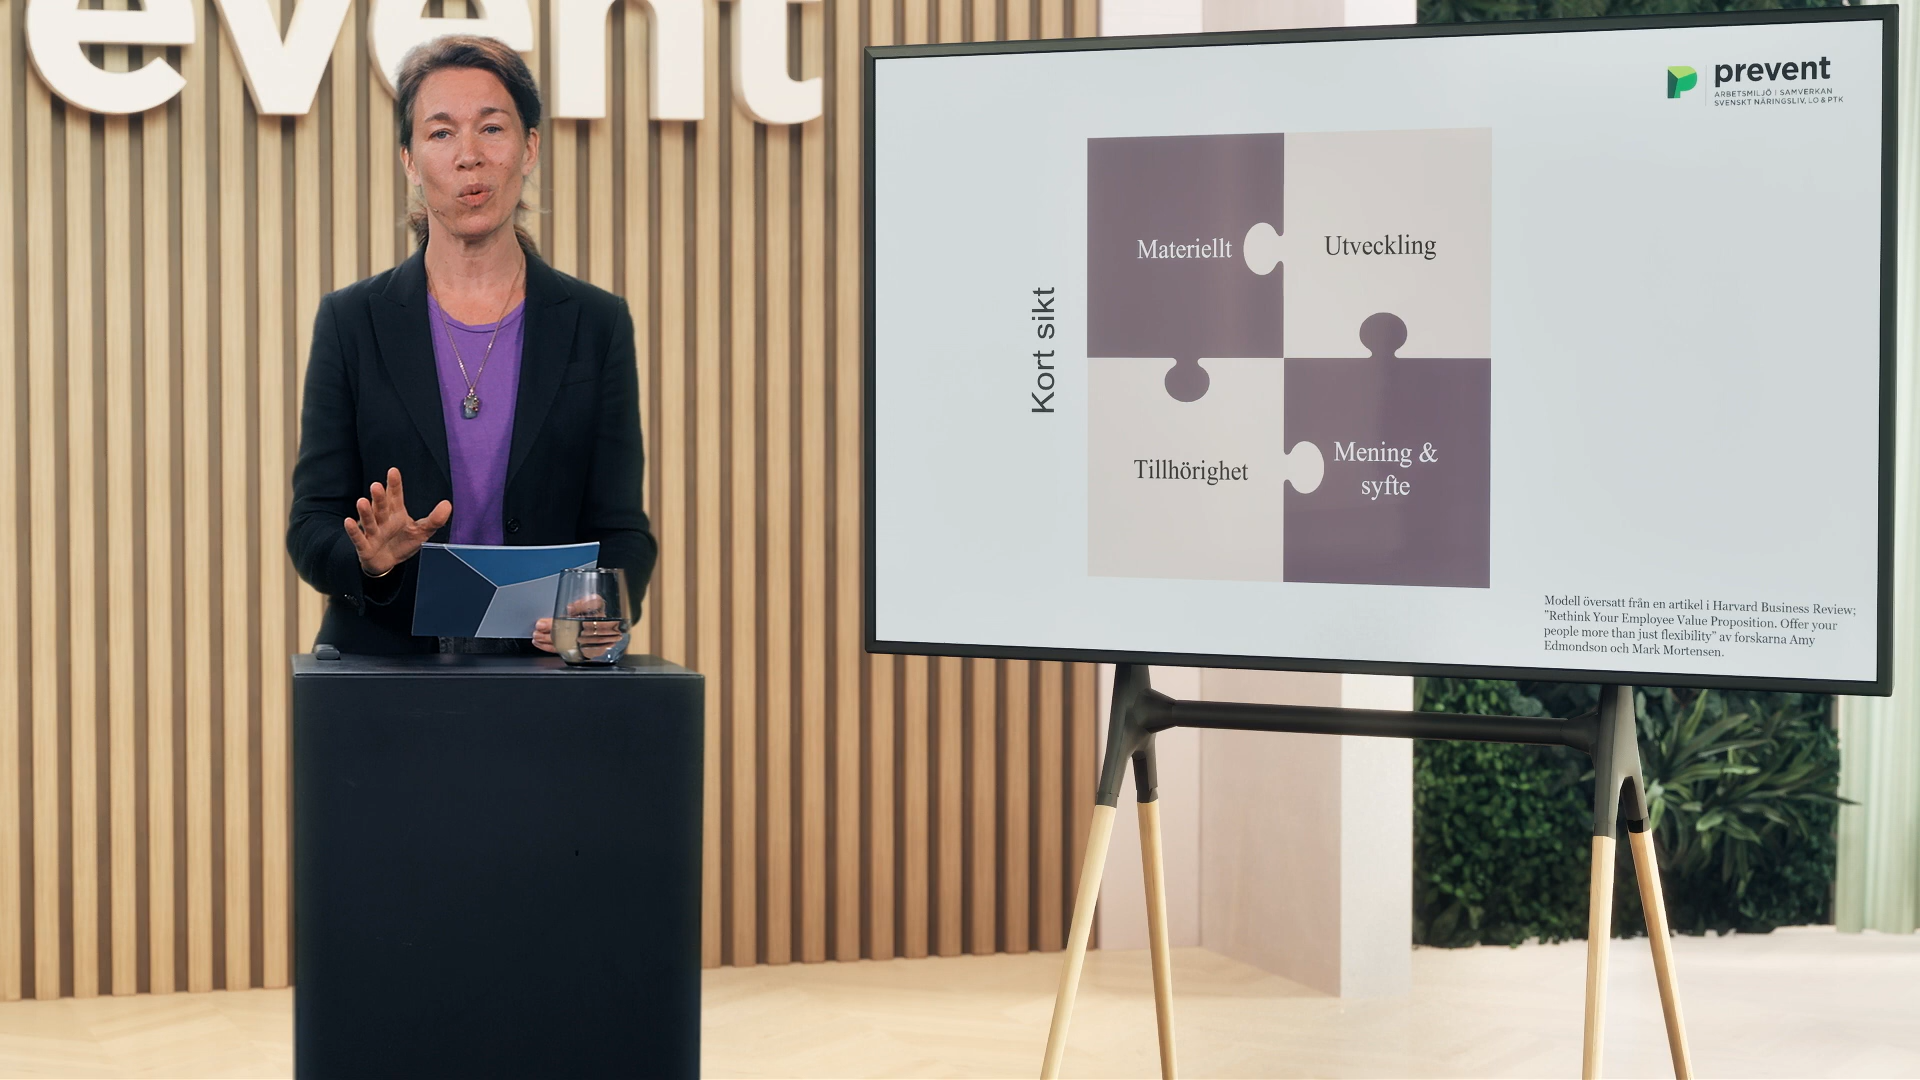 event
prevent
ARBETSMILJÖ I SAMVERKAN
SVENSKT NÄRINGSLIV, LO & PTK
Kort sikt
Materiellt
Utveckling
Tillhörighet
Mening &
syfte
Modell översatt från en artikel i Harvard Business Review;
”Rethink Your Employee Value Proposition. Offer your
people more than just flexibility” av forskarna Amy
Edmondson och Mark Mortensen.